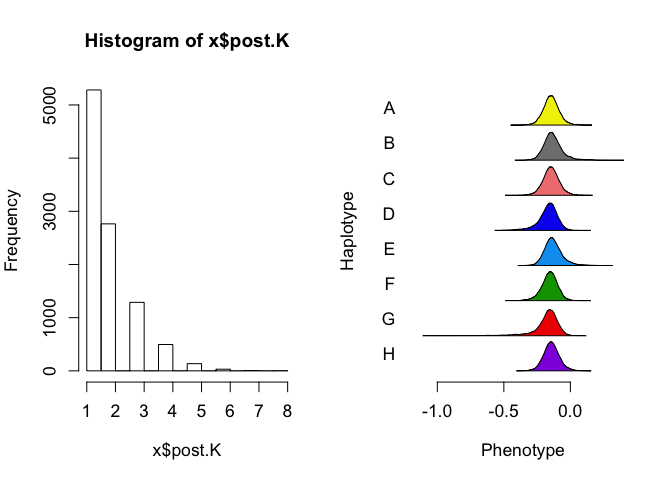 Histogram of x$post.K
Frequency
0
1000
3000
5000
1 2 3 4 5 6 7 8
x$post.K
Haplotype
A
B
C
D
E
F
G
H
-1.0 -0.5 0.0
Phenotype